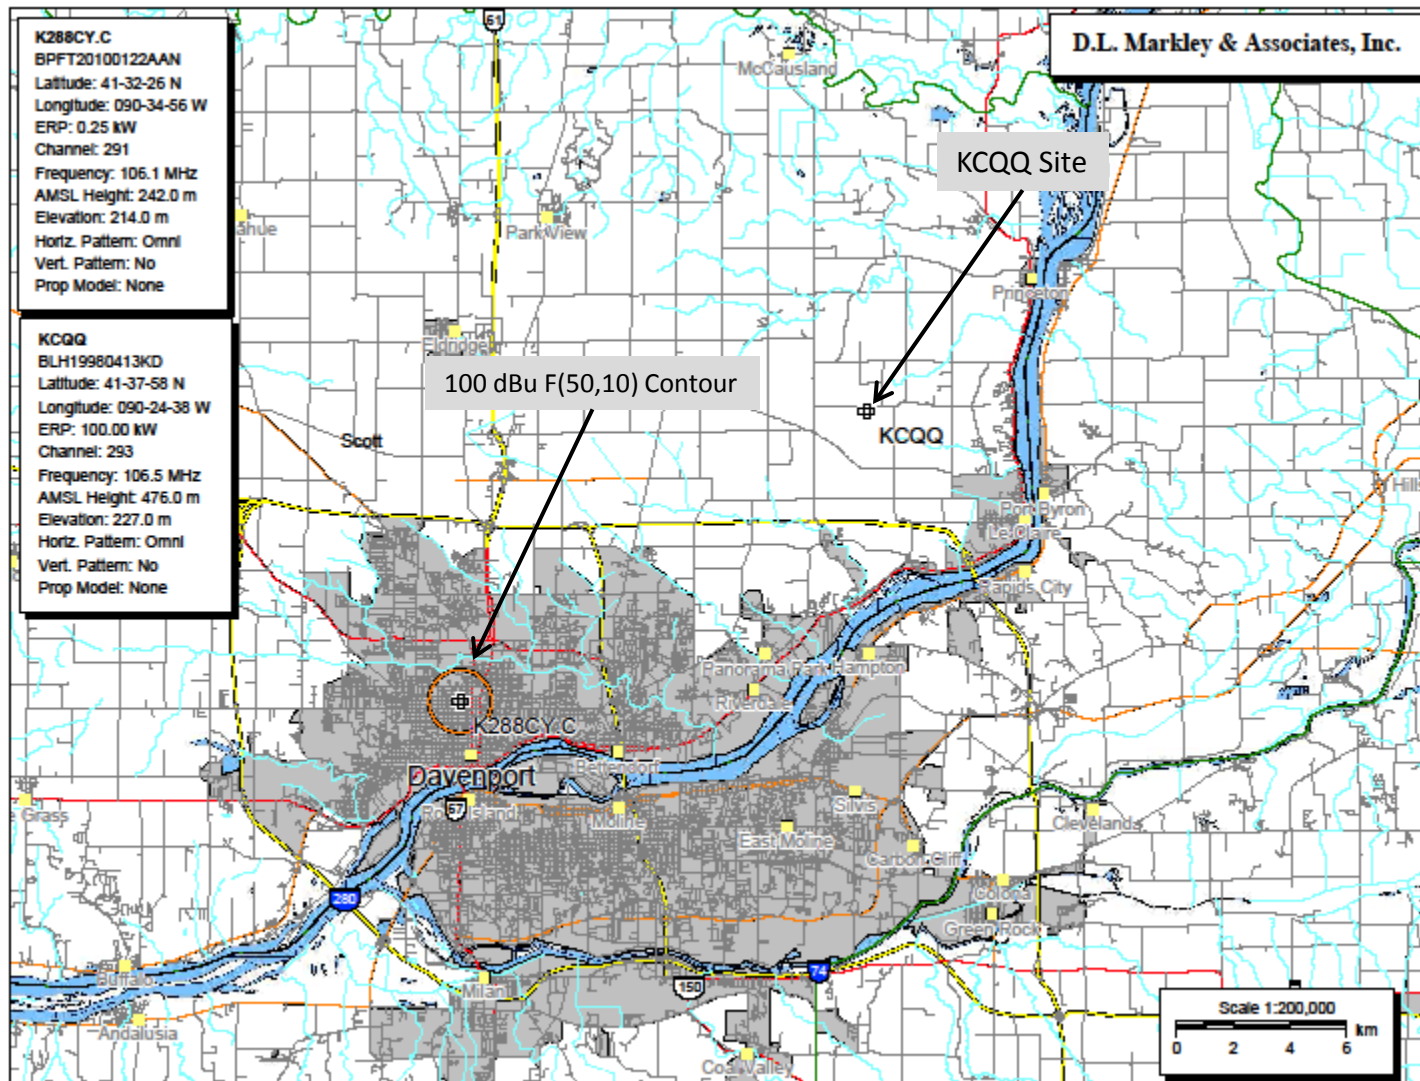 K288CY.C
BPFT20100122AAN
Latitude: 41-32-26 N
Longitude: 090-34-56 W
ERP: 0.25 kW
Channel: 291
Frequency: 106.1 MHz
AMSL Height: 242.0 m
Elevation: 214.0 m
Horiz. Pattern: Omni
Vert. Pattern: No
Prop Model: None
KCQQ
BLH19980413KD
Latitude: 41-37-58 N
Longitude: 090-24-38 W
ERP: 100.00 kW
Channel: 293
Frequency: 106.5 MHz
AMSL Height: 476.0 m
Elevation: 227.0 m
Horiz. Pattern: Omni
Vert. Pattern: No
Prop Model: None
61
D.L. Markley & Associates, Inc.
McCausland
KCQQ Site
ahue
Park View
Princeton
Eldridge
100 dBu F(50,10) Contour
Scott
KCQQ
Hills
Port Byron
Le Claire
Rapids City
Panorama Park
Hampton
Riverdale
K288CY.C
Bettendorf
Davenport
67
Rock Island
Moline
Silvis
e Grass
East Moline
Cleveland
Carbon Cliff
Colona
280
Green Rock
Buffalo
Milan
150
74
Andalusia
Coal Valley
Scale 1:200,000
km
0 2 4 6